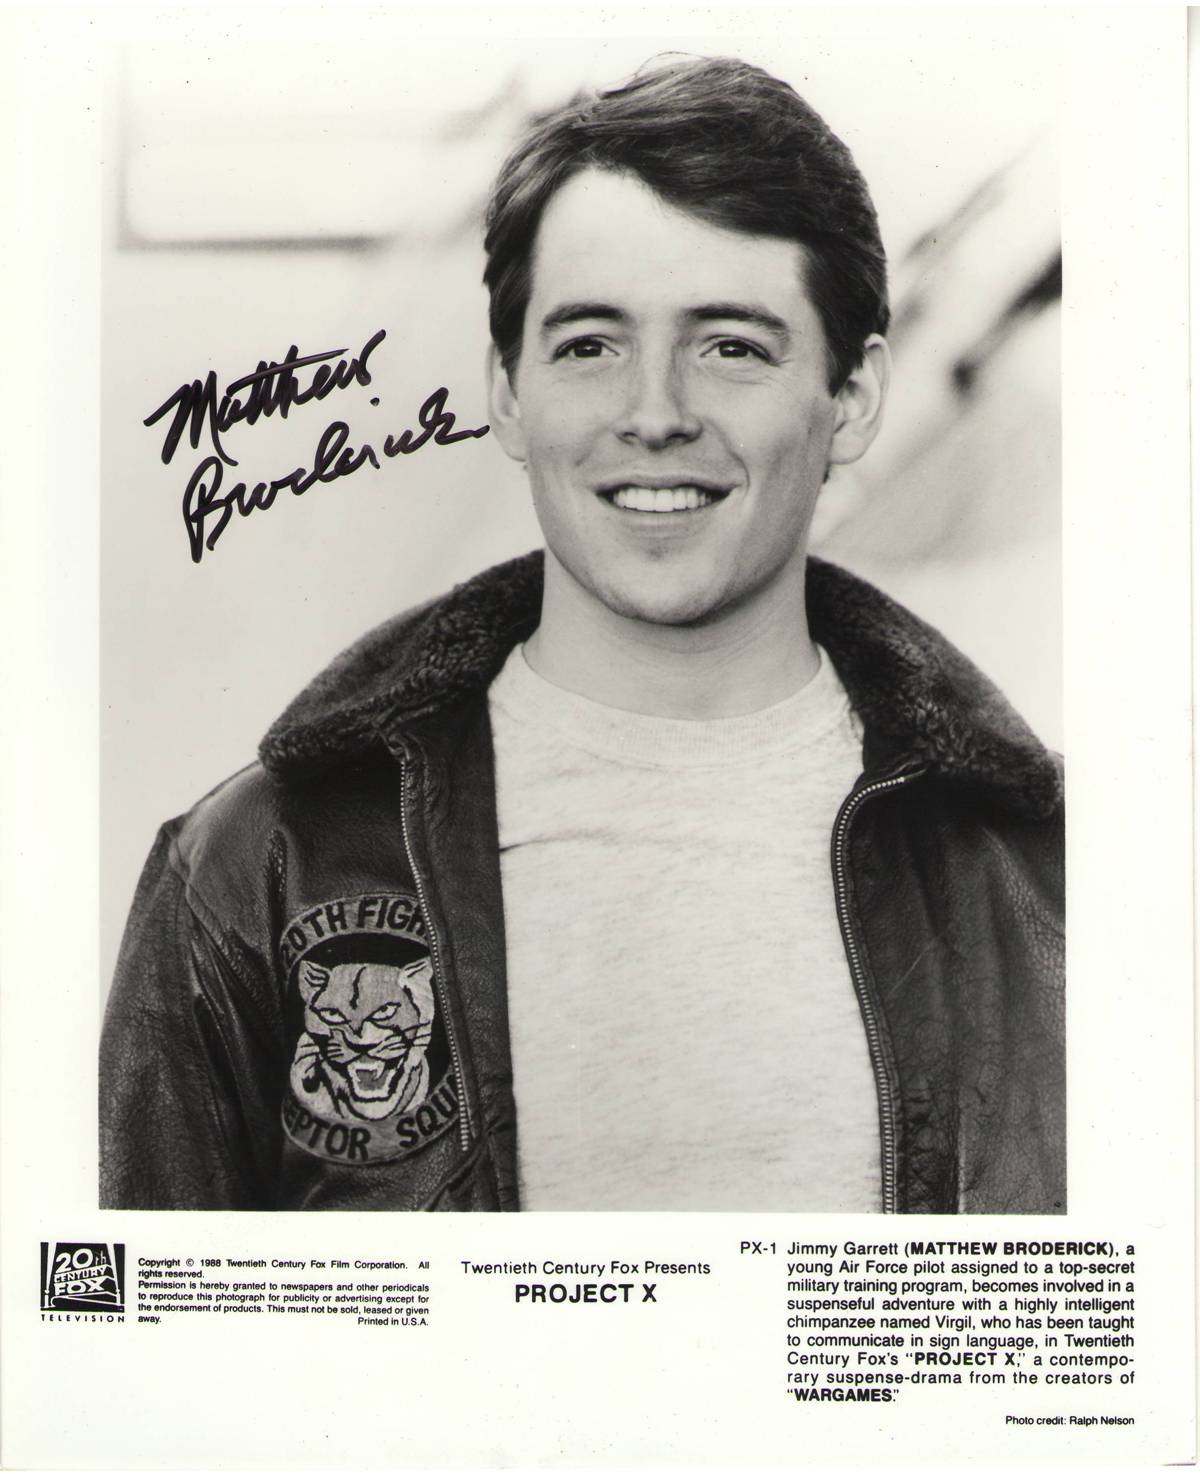 Matthew
Broderick
20TH FIGH
EPTOR SQU
20th
CENTURY
FOX
TELEVISION
Copyright © 1988 Twentieth Century Fox Film Corporation. All
rights reserved.
Permission is hereby granted to newspapers and other periodicals
to reproduce this photograph for publicity or advertising except for
the endorsement of products. This must not be sold, leased or given
away. Printed in U.S.A.
Twentieth Century Fox Presents
PROJECT X
PX-1 Jimmy Garrett (MATTHEW BRODERICK), a
young Air Force pilot assigned to a top-secret
military training program, becomes involved in a
suspenseful adventure with a highly intelligent
chimpanzee named Virgil, who has been taught
to communicate in sign language, in Twentieth
Century Fox's "PROJECT X," a contempo-
rary suspense-drama from the creators of
"WARGAMES."
Photo credit: Ralph Nelson